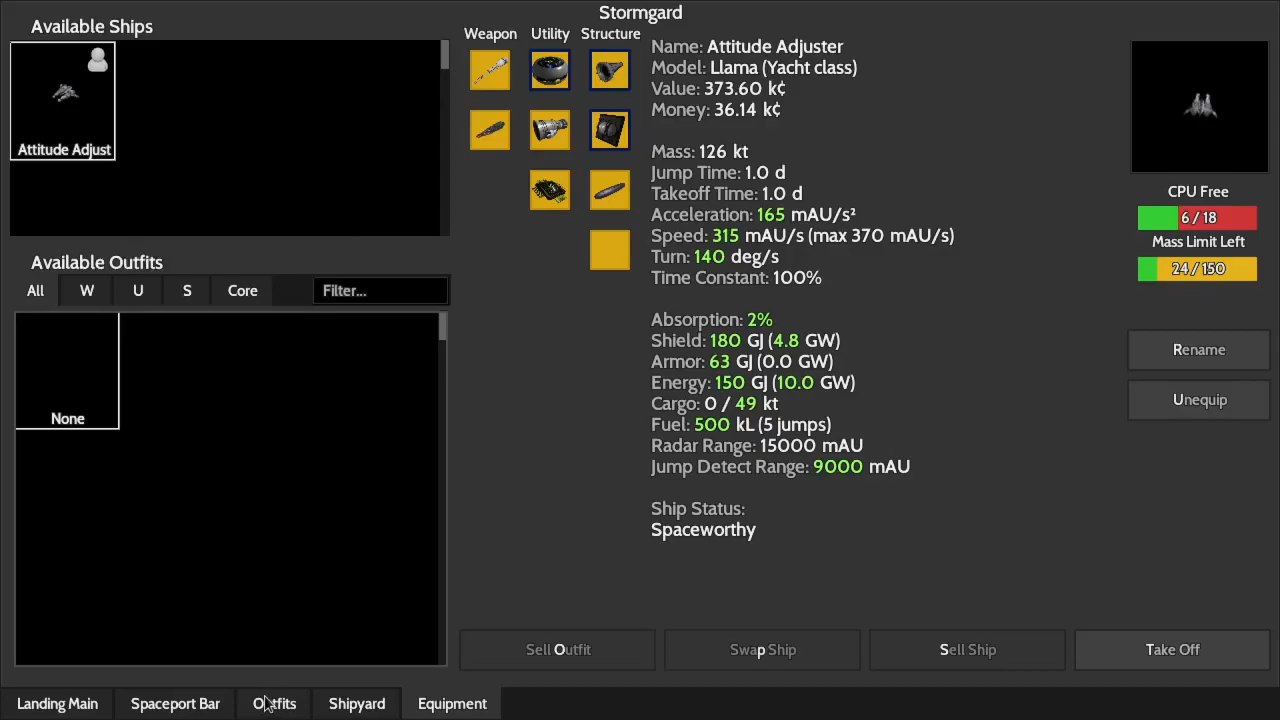 Stormgard
Available Ships
Attitude Adjust
Available Outfits
All W U S Core Filter...
None
Weapon Utility Structure
Name: Attitude Adjuster
Model: Llama (Yacht class)
Value: 373.60 k¢
Money: 36.14 k¢
Mass: 126 kt
Jump Time: 1.0 d
Takeoff Time: 1.0 d
Acceleration: 165 mAU/s²
Speed: 315 mAU/s (max 370 mAU/s)
Turn: 140 deg/s
Time Constant: 100%
Absorption: 2%
Shield: 180 GJ (4.8 GW)
Armor: 63 GJ (0.0 GW)
Energy: 150 GJ (10.0 GW)
Cargo: 0 / 49 kt
Fuel: 500 kL (5 jumps)
Radar Range: 15000 mAU
Jump Detect Range: 9000 mAU
Ship Status:
Spaceworthy
CPU Free
6 / 18
Mass Limit Left
24 / 150
Rename
Unequip
Sell Outfit Swap Ship Sell Ship Take Off
Landing Main Spaceport Bar Outfits Shipyard Equipment